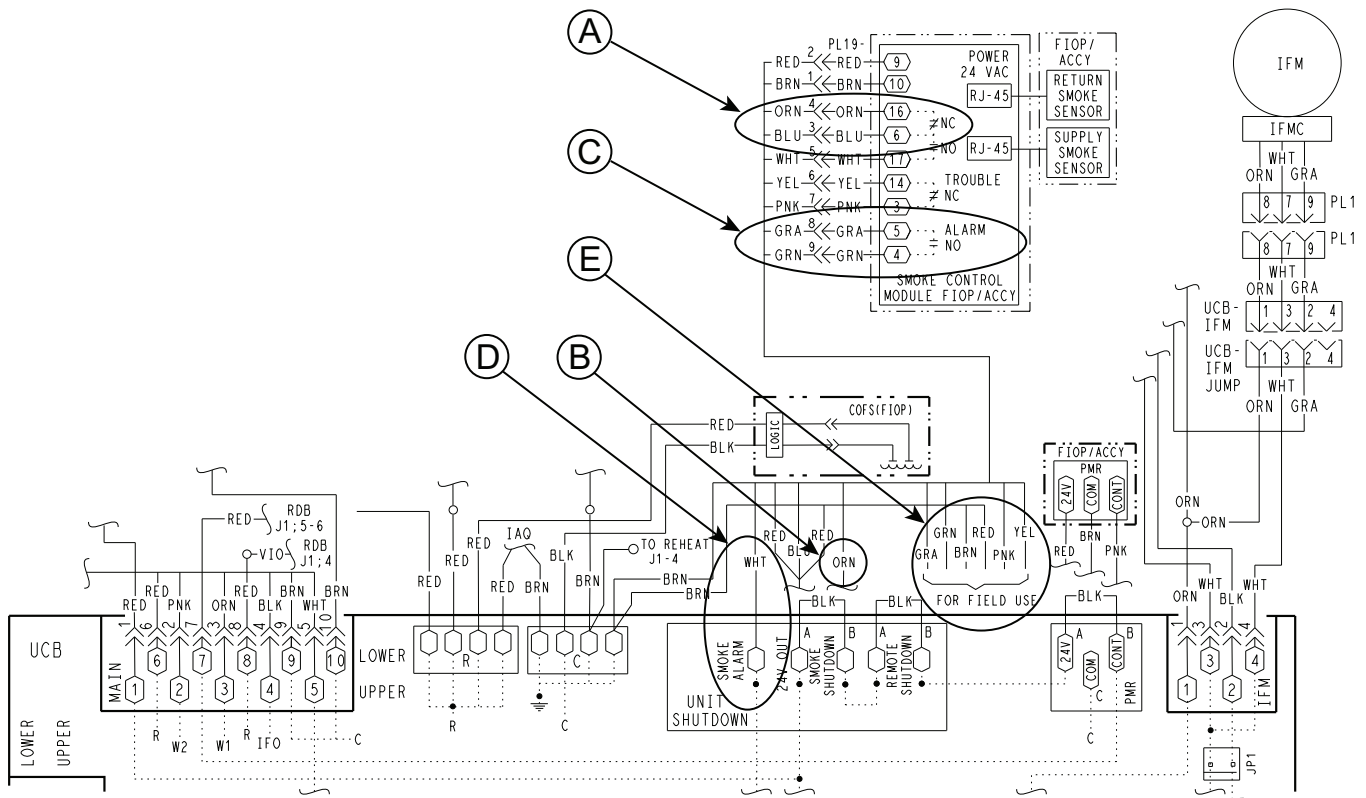 A
C
E
D
B
PL19-
RED 2 RED 9
BRN 1 BRN 10
ORN 4 ORN 16
BLU 3 BLU 6
WHT 5 WHT 17
YEL 6 YEL 14
PNK 7 PNK 3
GRA 8 GRA 5
GRN 9 GRN 4
NC
NO
TROUBLE
NC
ALARM
NO
POWER
24 VAC
RJ-45
RJ-45
SMOKE CONTROL
MODULE FIOP/ACCY
FIOP/
ACCY
RETURN
SMOKE
SENSOR
SUPPLY
SMOKE
SENSOR
IFM
IFMC
ORN WHT GRA
8 7 9 PL1
8 7 9 PL1
ORN WHT GRA
UCB-
IFM
1 3 2 4
UCB-
IFM
JUMP
1 3 2 4
ORN WHT GRA
COFS(FIOP)
LOGIC
RED
BLK
FIOP/ACCY
PMR
24V COM CONT
RED BRN PNK
ORN
ORN
RED
RDB
J1;5-6
VIO
RDB
J1;4
IAQ
TO REHEAT
J1-4
BRN
BRN
RED RED PNK RED ORN RED BLK BRN WHT BRN
1 6 2 7 3 8 4 9 5 10
RED RED RED RED BRN BLK BRN
WHT RED BLU RED ORN
GRA GRN BRN RED PNK YEL
FOR FIELD USE
BLK BLK BLK
ORN WHT BLK WHT
1 3 2 4
UCB
LOWER
UPPER
MAIN
6 7 8 9 10
1 2 3 4 5
LOWER
UPPER
R
C
SMOKE
ALARM
24V OUT
A B
SMOKE
SHUTDOWN
A B
REMOTE
SHUTDOWN
UNIT
SHUTDOWN
A B
24V COM CONT
C
PMR
3 4
1 2
IFM
R W2 W1 R IFO C
R
C
C
JP1